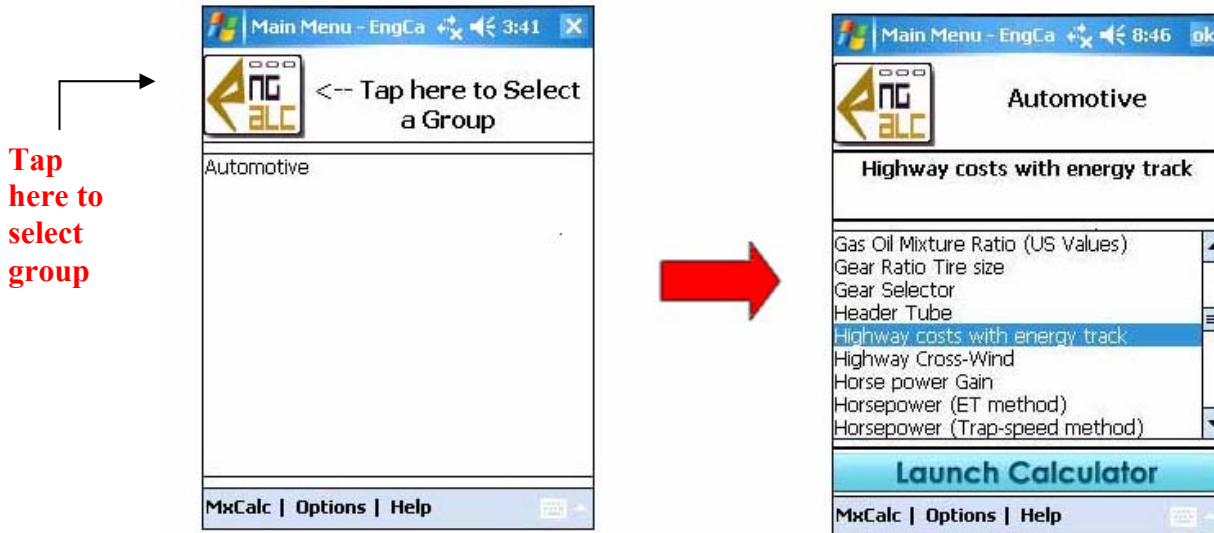 Tap
here to
select
group
Main Menu - EngCa 3:41
<-- Tap here to Select
a Group
Automotive
MxCalc | Options | Help
Main Menu - EngCa 8:46 ok
Automotive
Highway costs with energy track
Gas Oil Mixture Ratio (US Values)
Gear Ratio Tire size
Gear Selector
Header Tube
Highway costs with energy track
Highway Cross-Wind
Horse power Gain
Horsepower (ET method)
Horsepower (Trap-speed method)
Launch Calculator
MxCalc | Options | Help